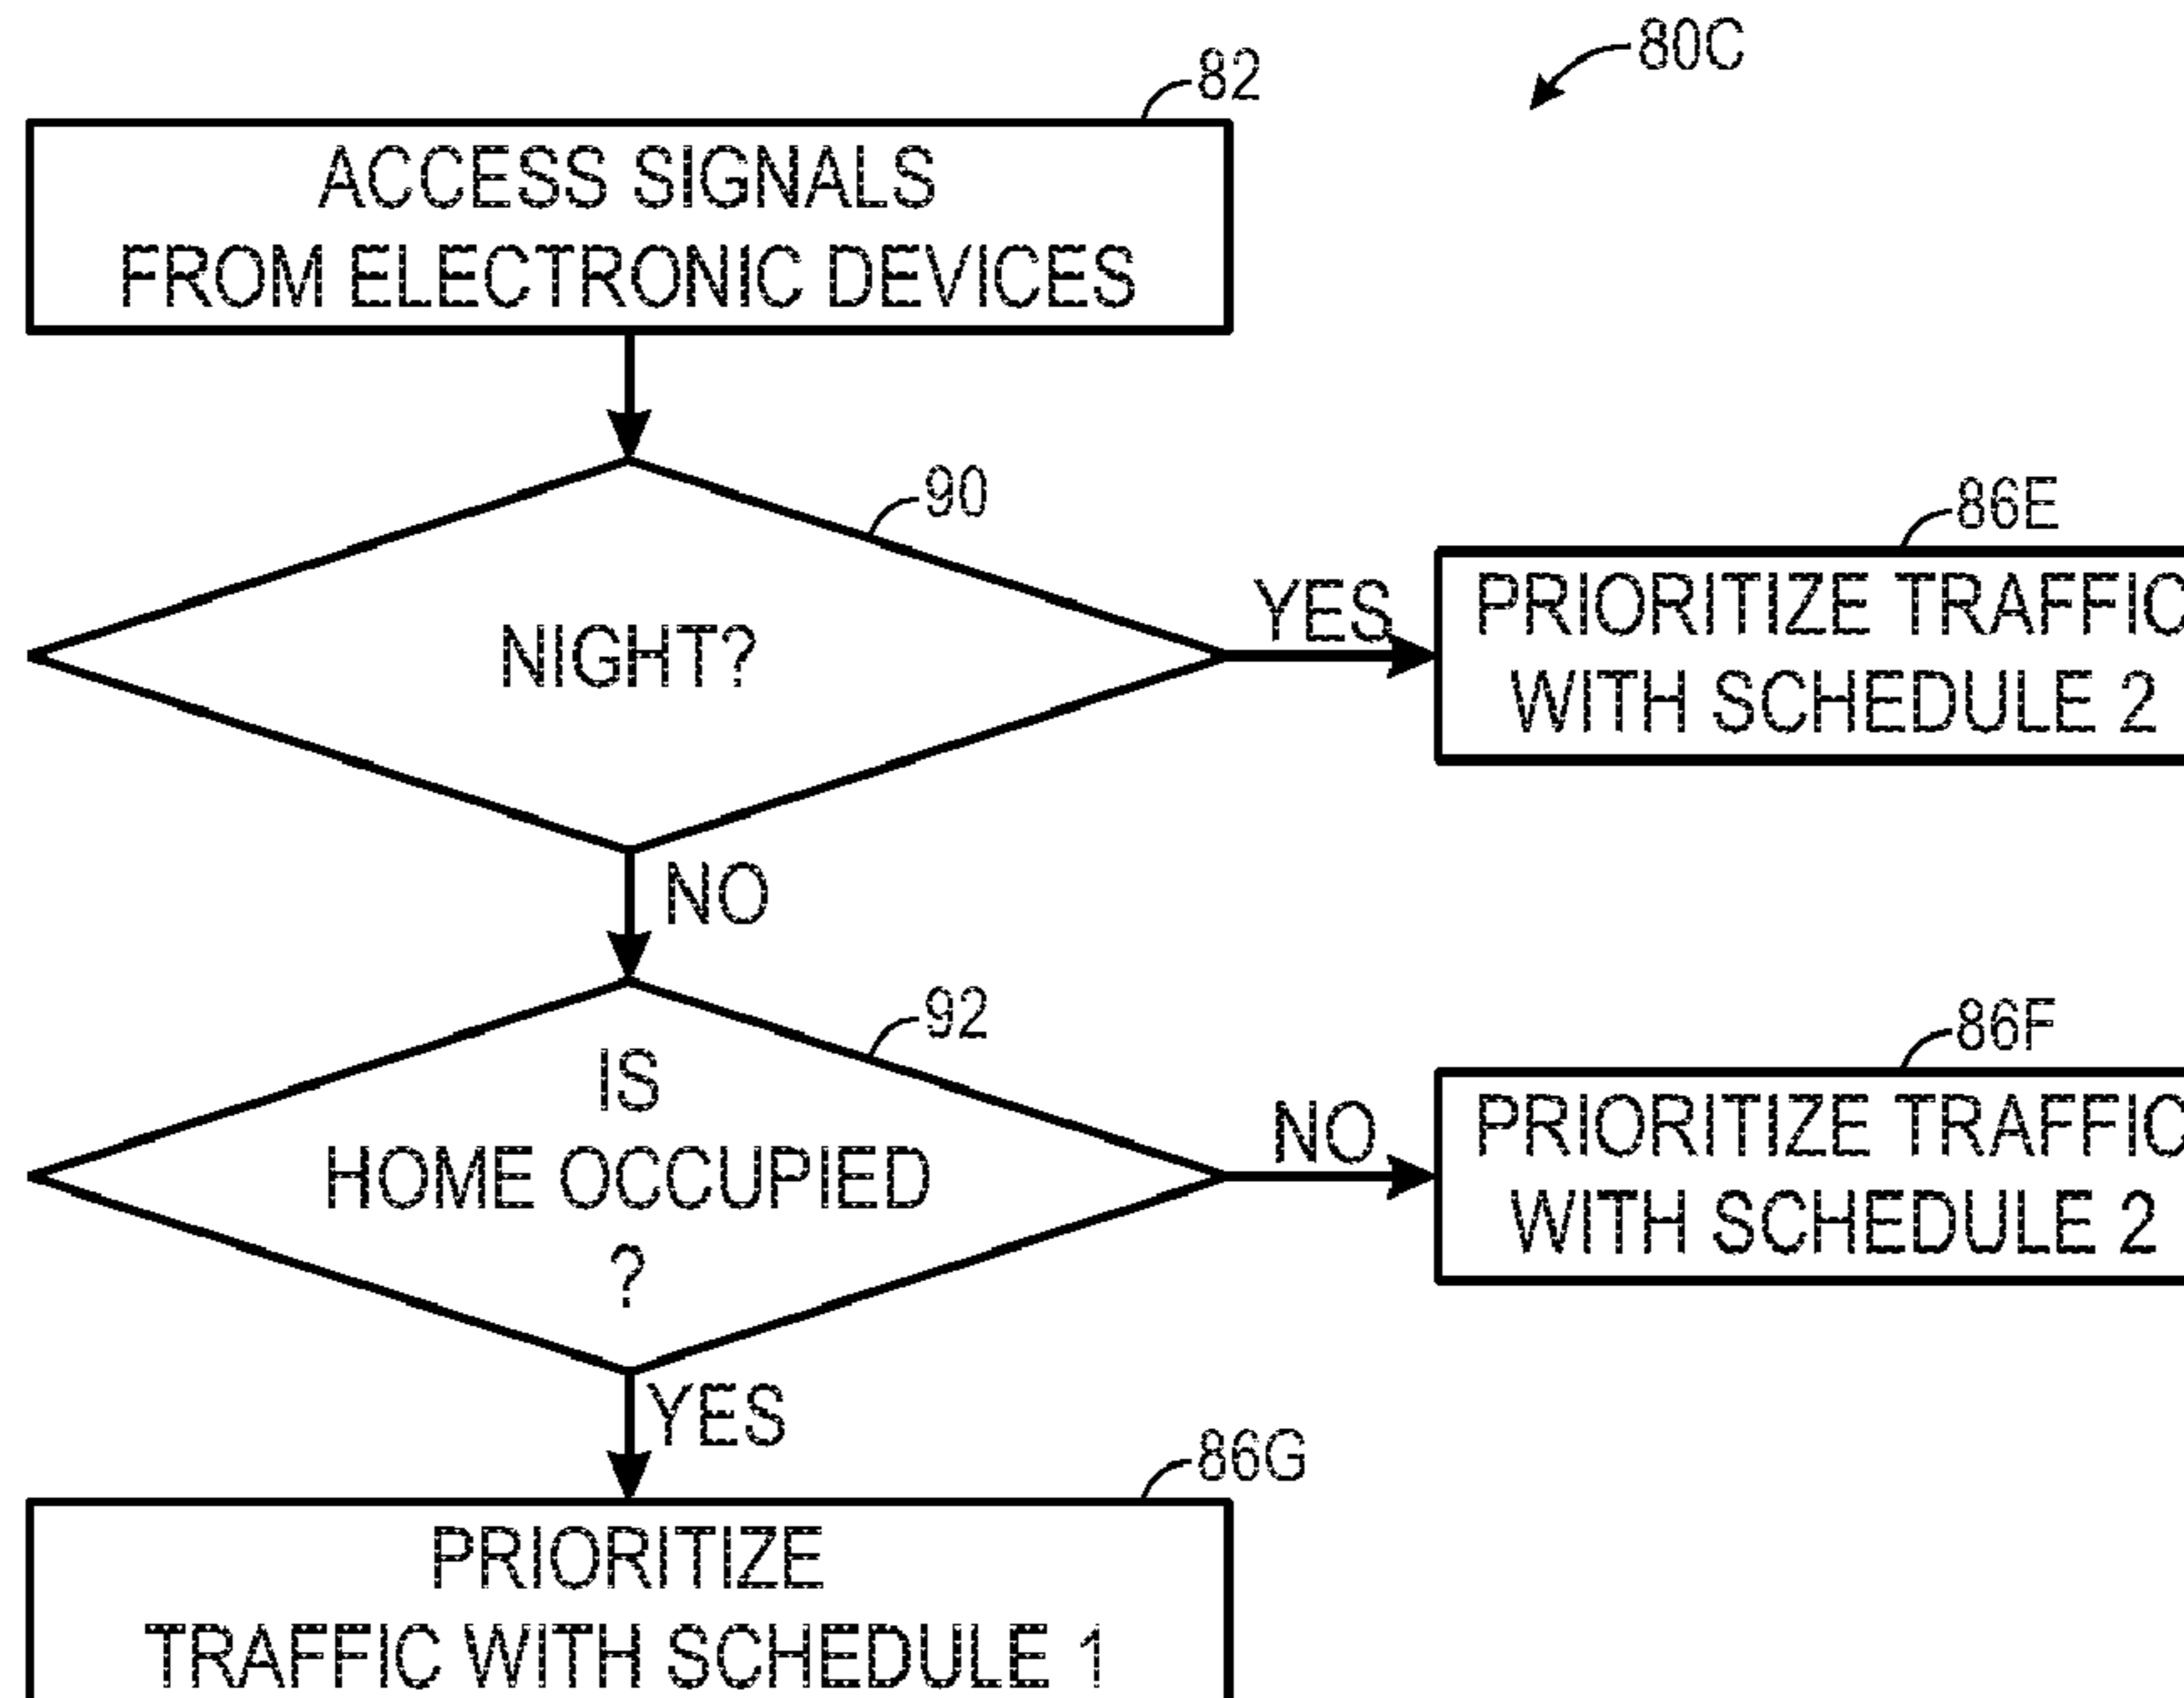 80C
82
ACCESS SIGNALS
FROM ELECTRONIC DEVICES
90
NIGHT?
YES
86E
PRIORITIZE TRAFFIC
WITH SCHEDULE 2
NO
92
IS
HOME OCCUPIED
?
NO
86F
PRIORITIZE TRAFFIC
WITH SCHEDULE 2
YES
86G
PRIORITIZE
TRAFFIC WITH SCHEDULE 1